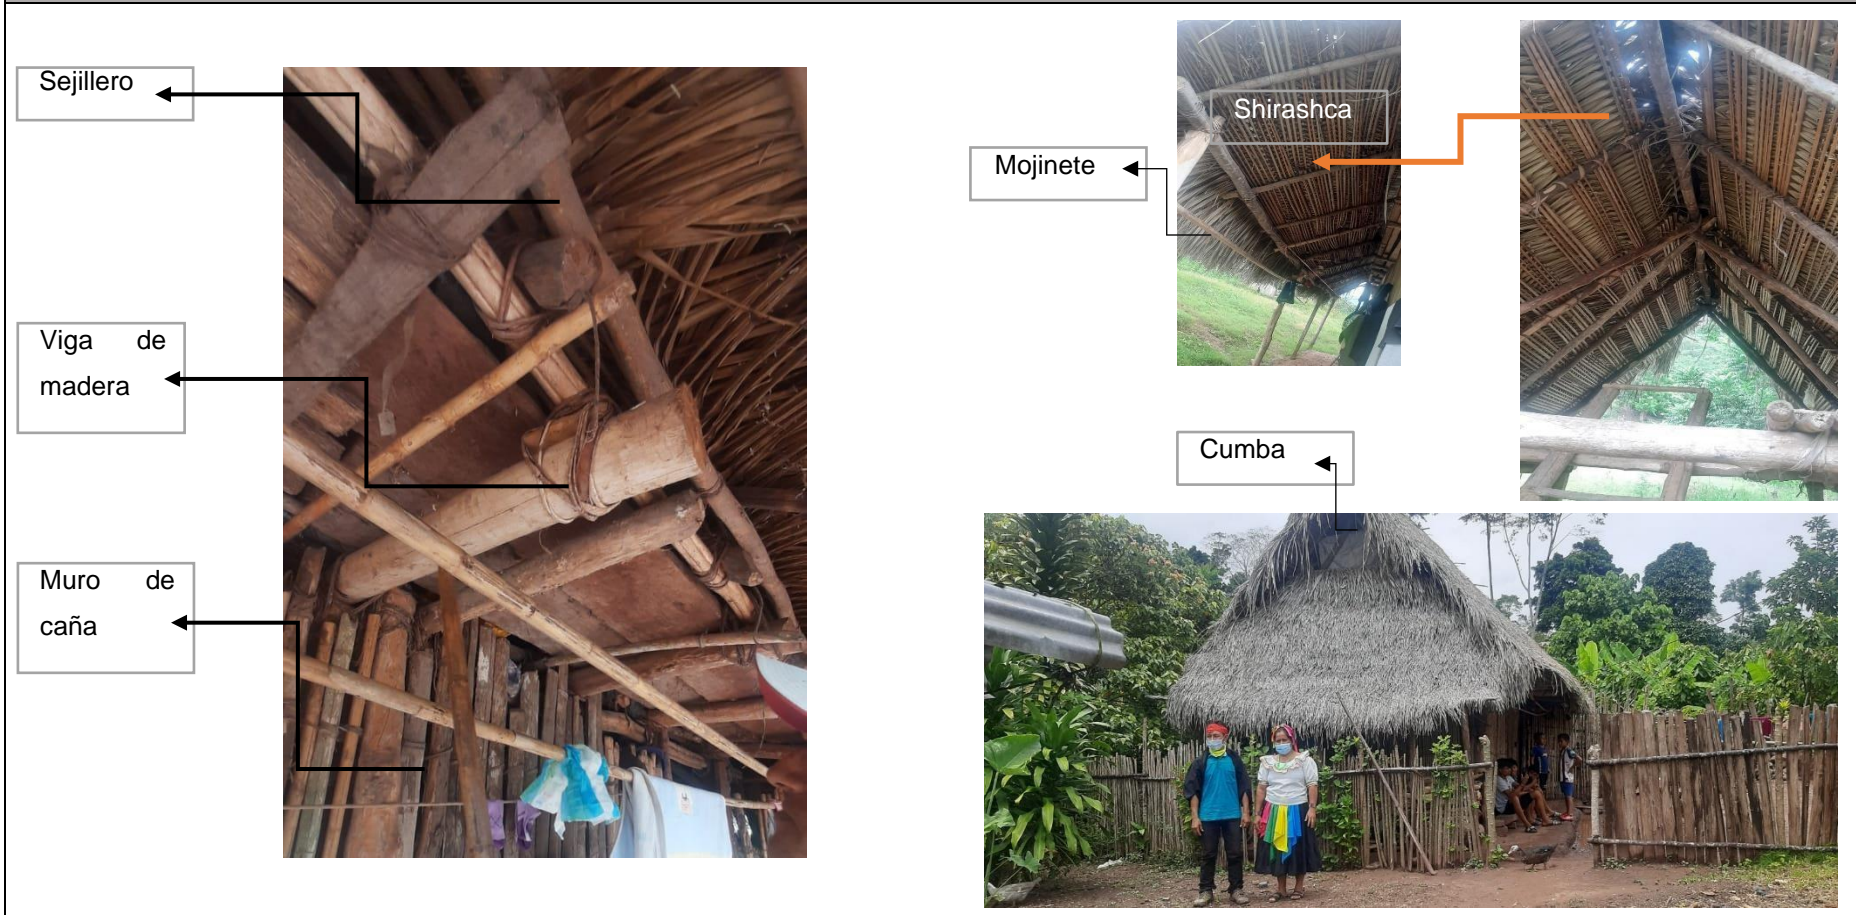 Sejillero
Viga de
madera
Muro de
caña
Shirashca
Mojinete
Cumba